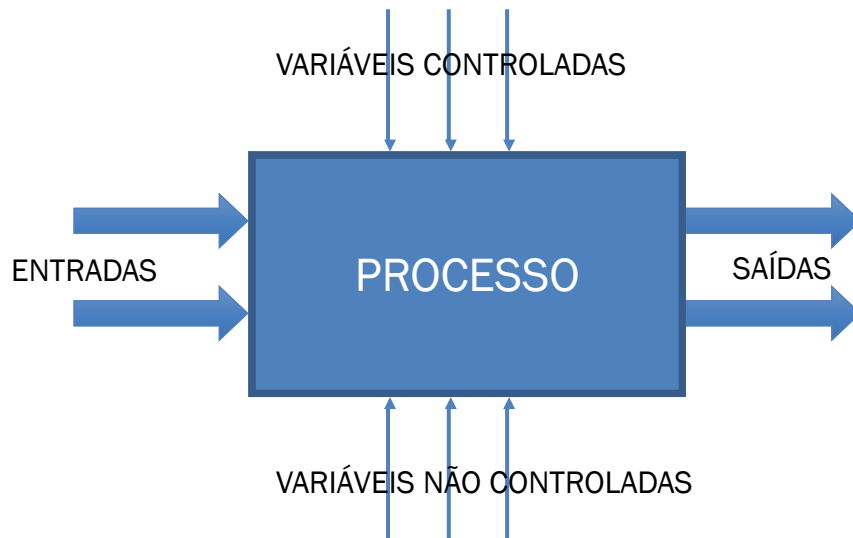 VARIÁVEIS CONTROLADAS
ENTRADAS
PROCESSO
SAÍDAS
VARIÁVEIS NÃO CONTROLADAS